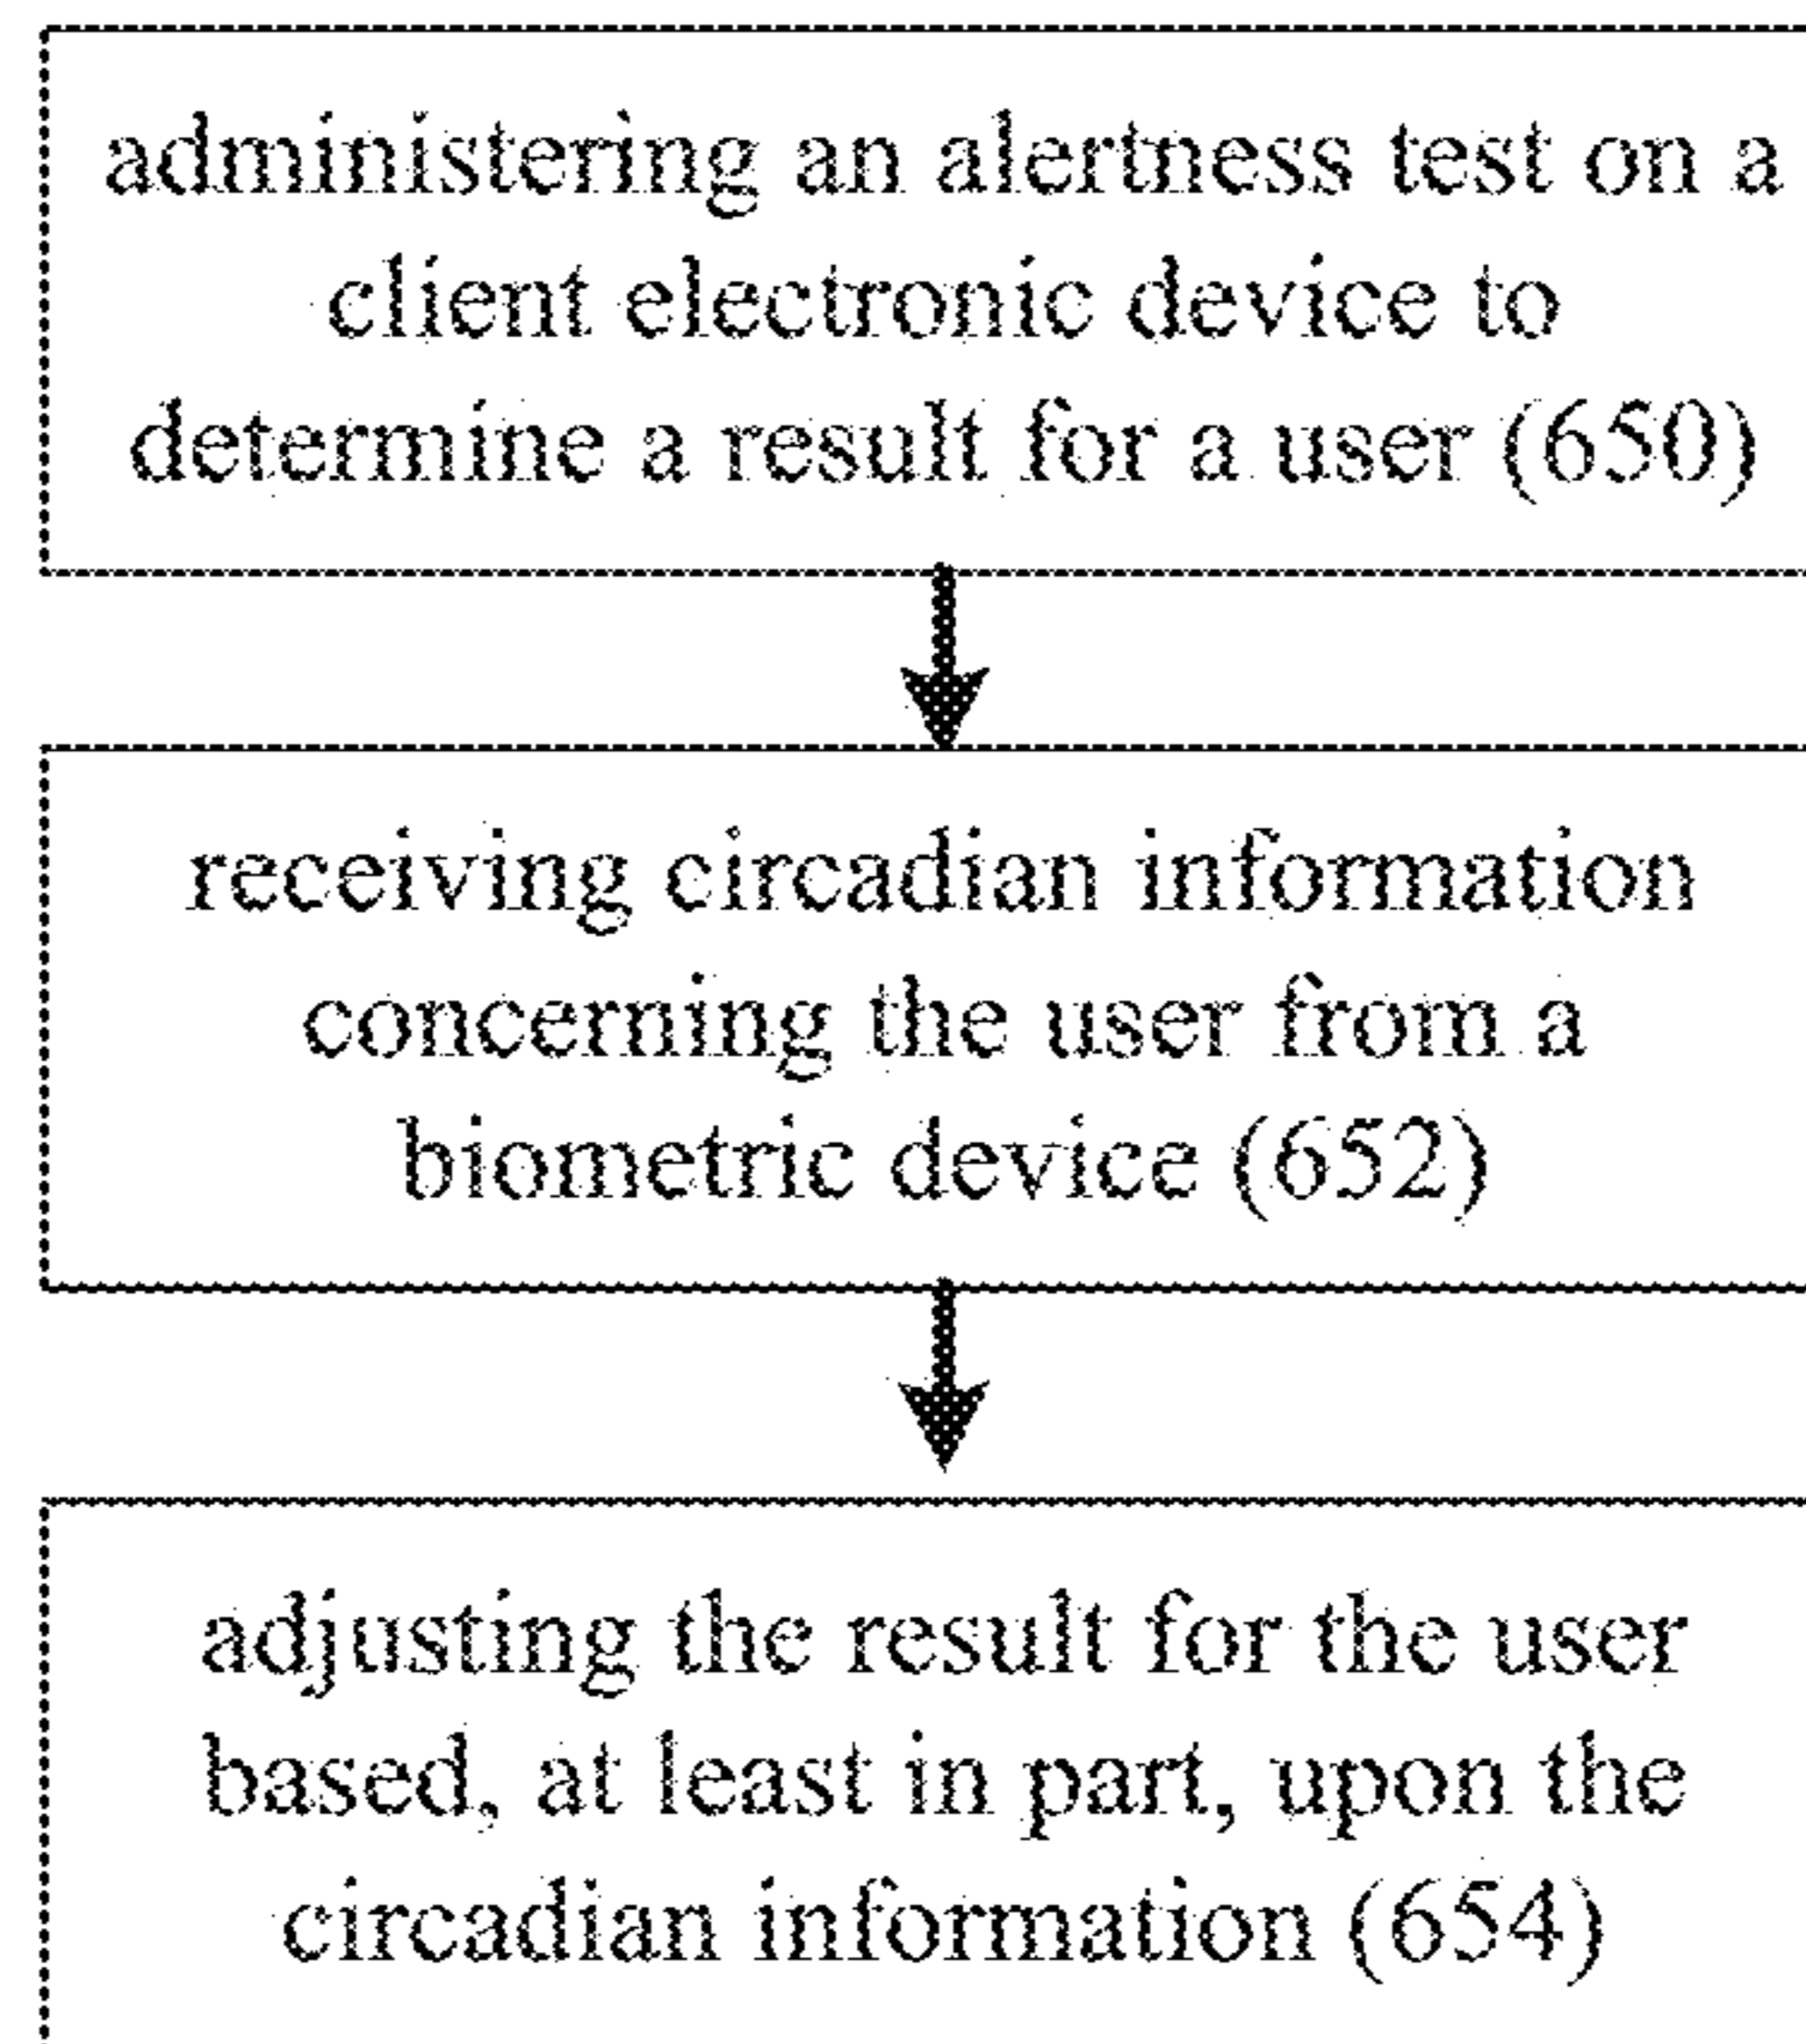 administering an alertness test on a
client electronic device to
determine a result for a user (650)
receiving circadian information
concerning the user from a
biometric device (652)
adjusting the result for the user
based, at least in part, upon the
circadian information (654)